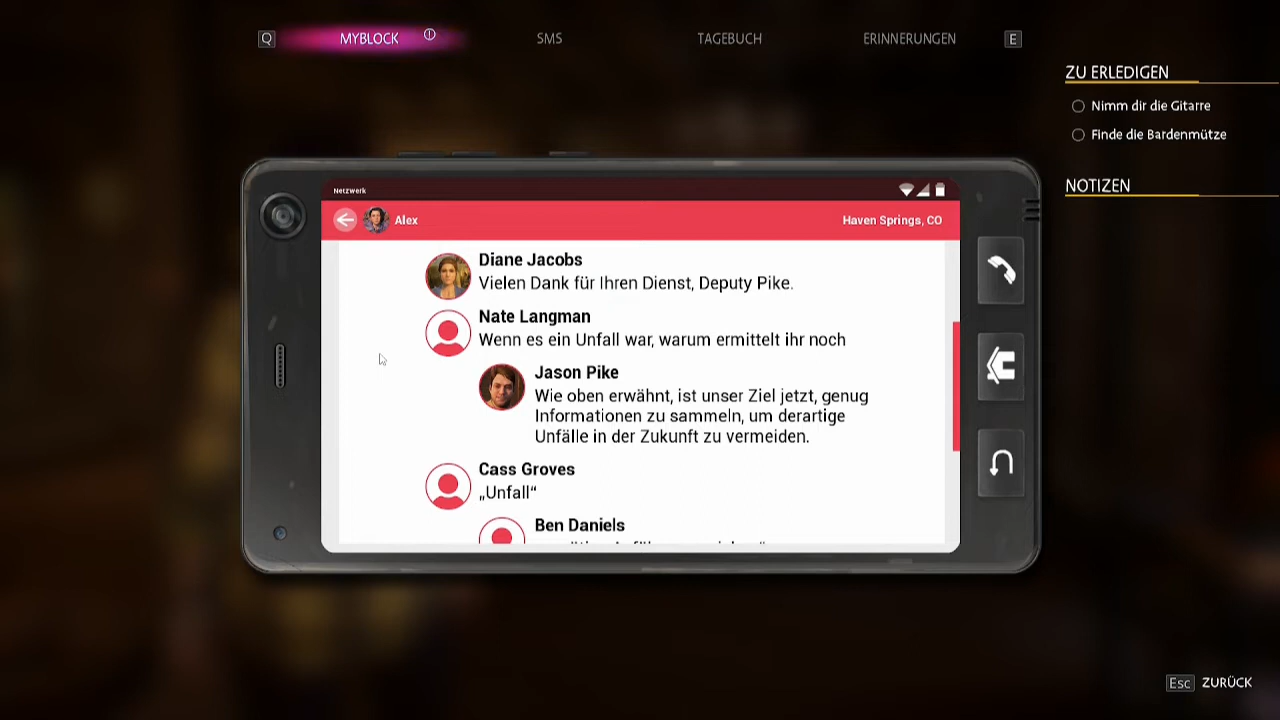 Q
MYBLOCK
SMS
TAGEBUCH
ERINNERUNGEN
E
ZU ERLEDIGEN
Nimm dir die Gitarre
Finde die Bardenmütze
NOTIZEN
Netzwerk
Alex
Haven Springs, CO
Diane Jacobs
Vielen Dank für Ihren Dienst, Deputy Pike.
Nate Langman
Wenn es ein Unfall war, warum ermittelt ihr noch
Jason Pike
Wie oben erwähnt, ist unser Ziel jetzt, genug
Informationen zu sammeln, um derartige
Unfälle in der Zukunft zu vermeiden.
Cass Groves
„Unfall“
Ben Daniels
Esc ZURÜCK